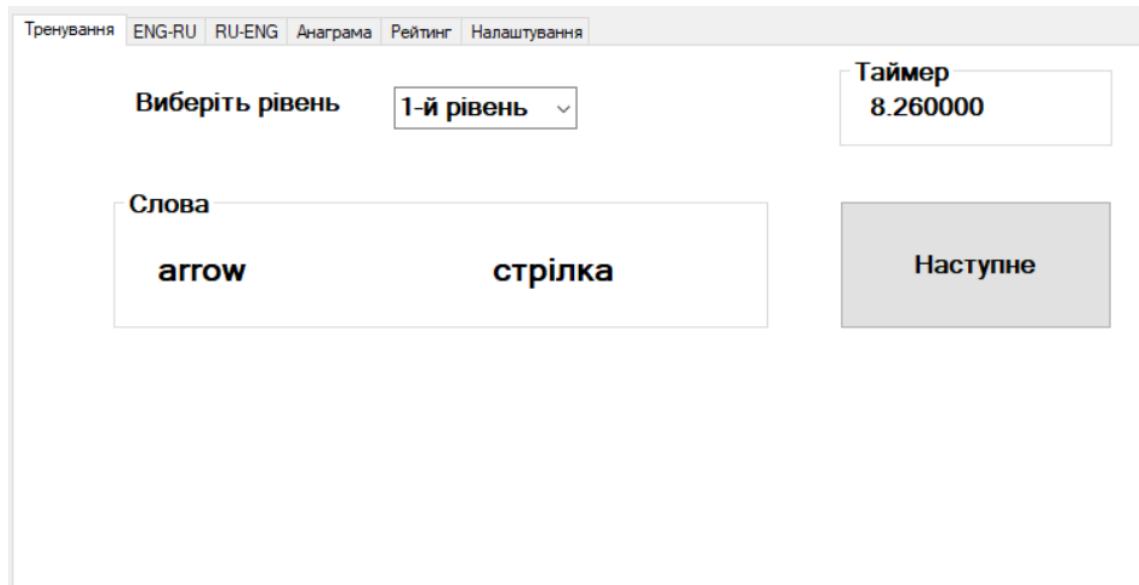 Тренування ENG-RU RU-ENG Анаграма Рейтинг Налаштування
Виберіть рівень 1-й рівень
Таймер
8.260000
Слова
arrow стрілка
Наступне